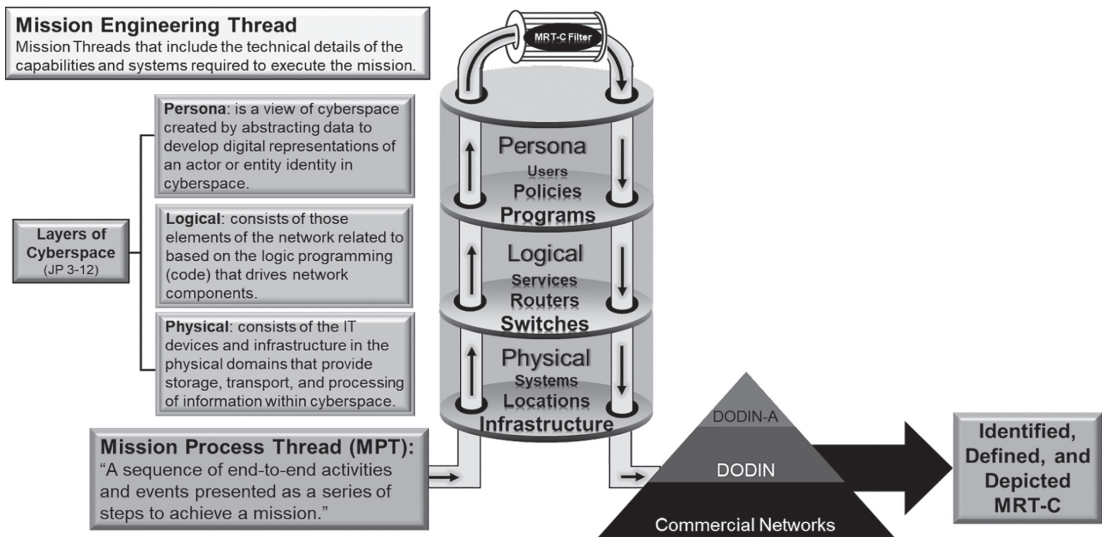 Mission Engineering Thread
Mission Threads that include the technical details of the
capabilities and systems required to execute the mission.
Layers of
Cyberspace
(JP 3-12)
Persona: is a view of cyberspace
created by abstracting data to
develop digital representations of
an actor or entity identity in
cyberspace.
Logical: consists of those
elements of the network related to
based on the logic programming
(code) that drives network
components.
Physical: consists of the IT
devices and infrastructure in the
physical domains that provide
storage, transport, and processing
of information within cyberspace.
Mission Process Thread (MPT):
“A sequence of end-to-end activities
and events presented as a series of
steps to achieve a mission.”
MRT-C Filter
Persona
Users
Policies
Programs
Logical
Services
Routers
Switches
Physical
Systems
Locations
Infrastructure
DODIN-A
DODIN
Commercial Networks
Identified,
Defined, and
Depicted
MRT-C